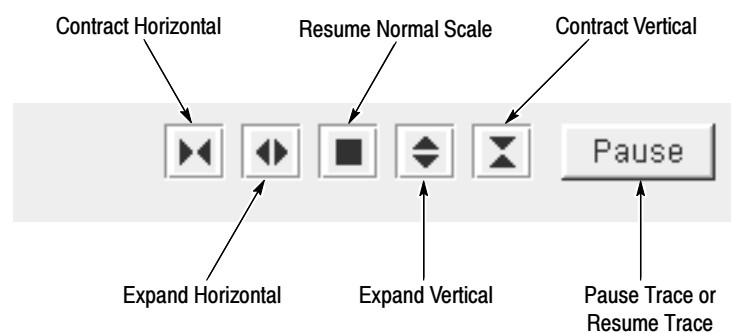 Contract Horizontal
Resume Normal Scale
Contract Vertical
Pause
Expand Horizontal
Expand Vertical
Pause Trace or
Resume Trace